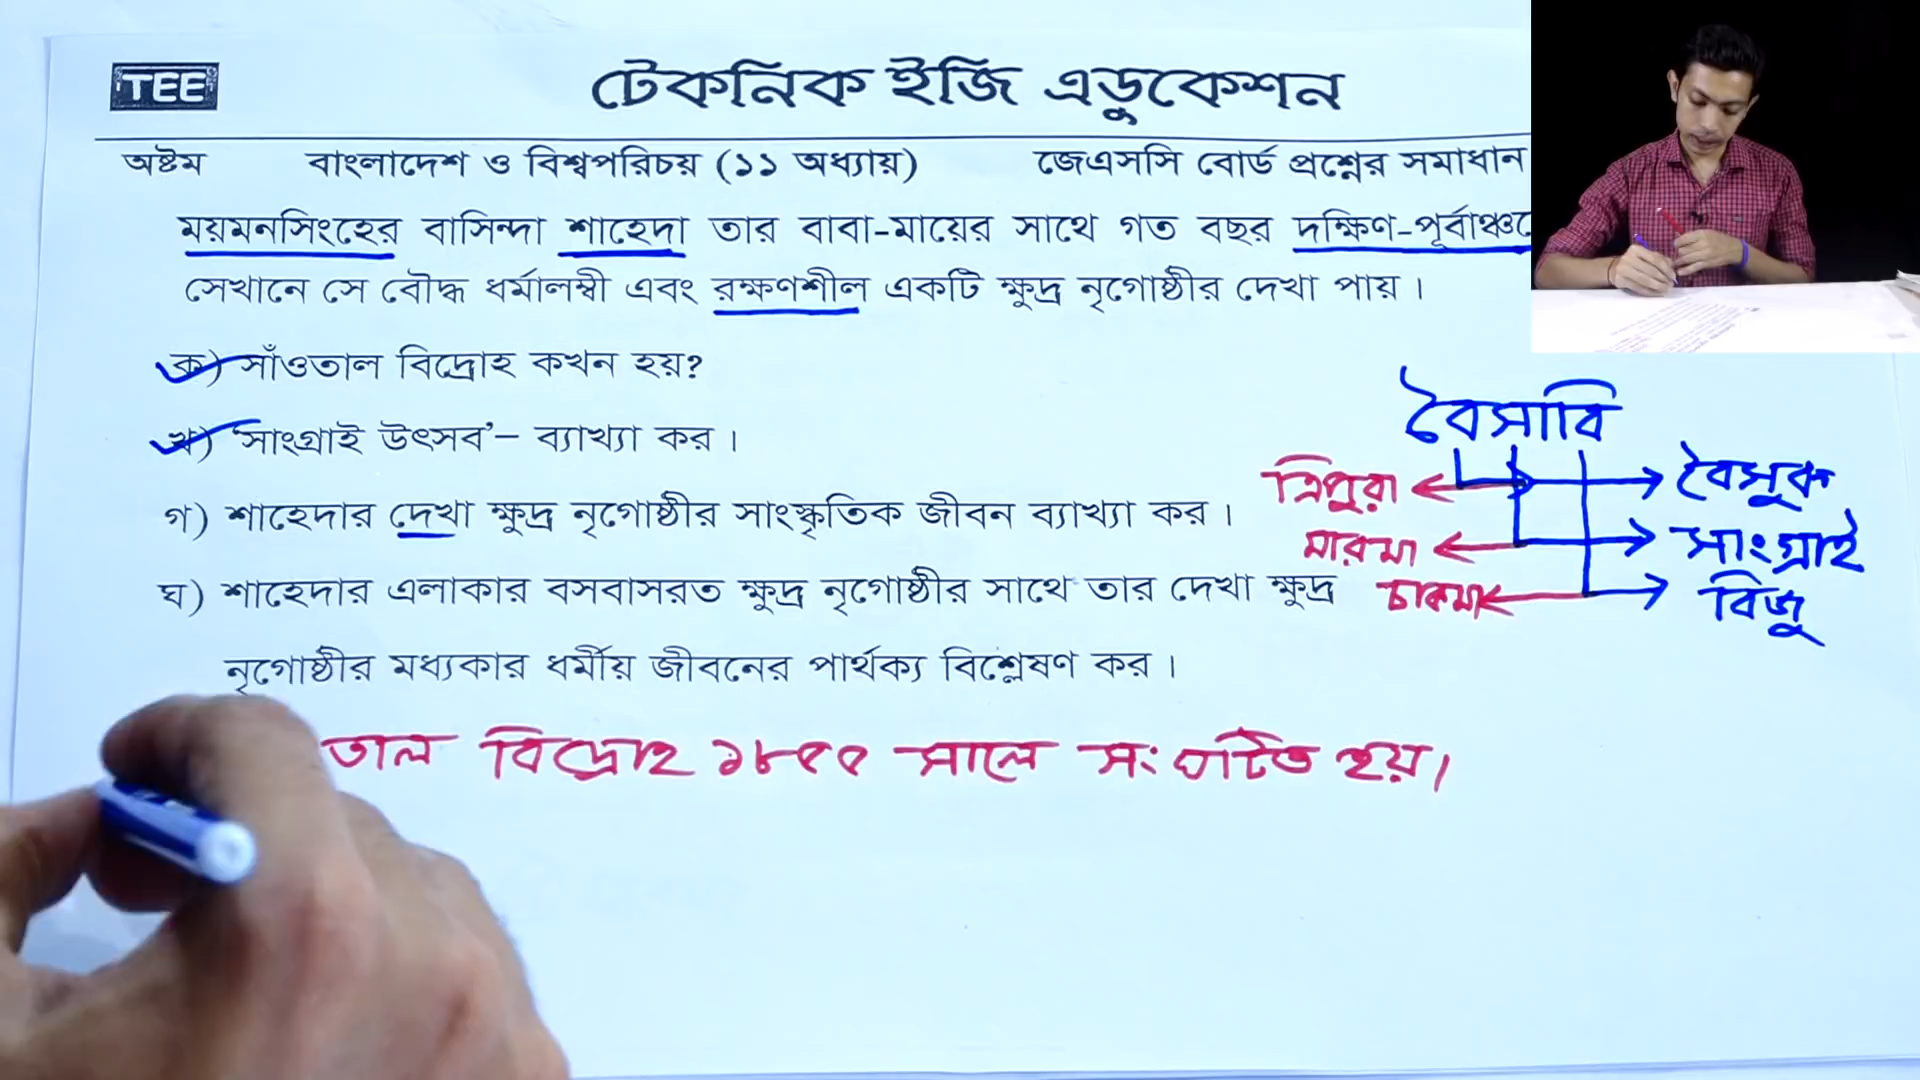 TEE
টেকনিক ইজি এডুকেশন
অষ্টম বাংলাদেশ ও বিশ্বপরিচয় (১১ অধ্যায়) জেএসসি বোর্ড প্রশ্নের সমাধান
ময়মনসিংহের বাসিন্দা শাহেদা তার বাবা-মায়ের সাথে গত বছর দক্ষিণ-পূর্বাঞ্চলে
সেখানে সে বৌদ্ধ ধর্মালম্বী এবং রক্ষণশীল একটি ক্ষুদ্র নৃগোষ্ঠীর দেখা পায়।
ক) সাঁওতাল বিদ্রোহ কখন হয়?
খ) 'সাংগ্রাই উৎসব'– ব্যাখ্যা কর।
গ) শাহেদার দেখা ক্ষুদ্র নৃগোষ্ঠীর সাংস্কৃতিক জীবন ব্যাখ্যা কর।
ঘ) শাহেদার এলাকার বসবাসরত ক্ষুদ্র নৃগোষ্ঠীর সাথে তার দেখা ক্ষুদ্র
নৃগোষ্ঠীর মধ্যকার ধর্মীয় জীবনের পার্থক্য বিশ্লেষণ কর।
বৈসাবি
ত্রিপুরা বৈসুক
মারমা সাংগ্রাই
চাকমা বিজু
তাল বিদ্রোহ ১৮৫৫ সালে সংঘটিত হয়।